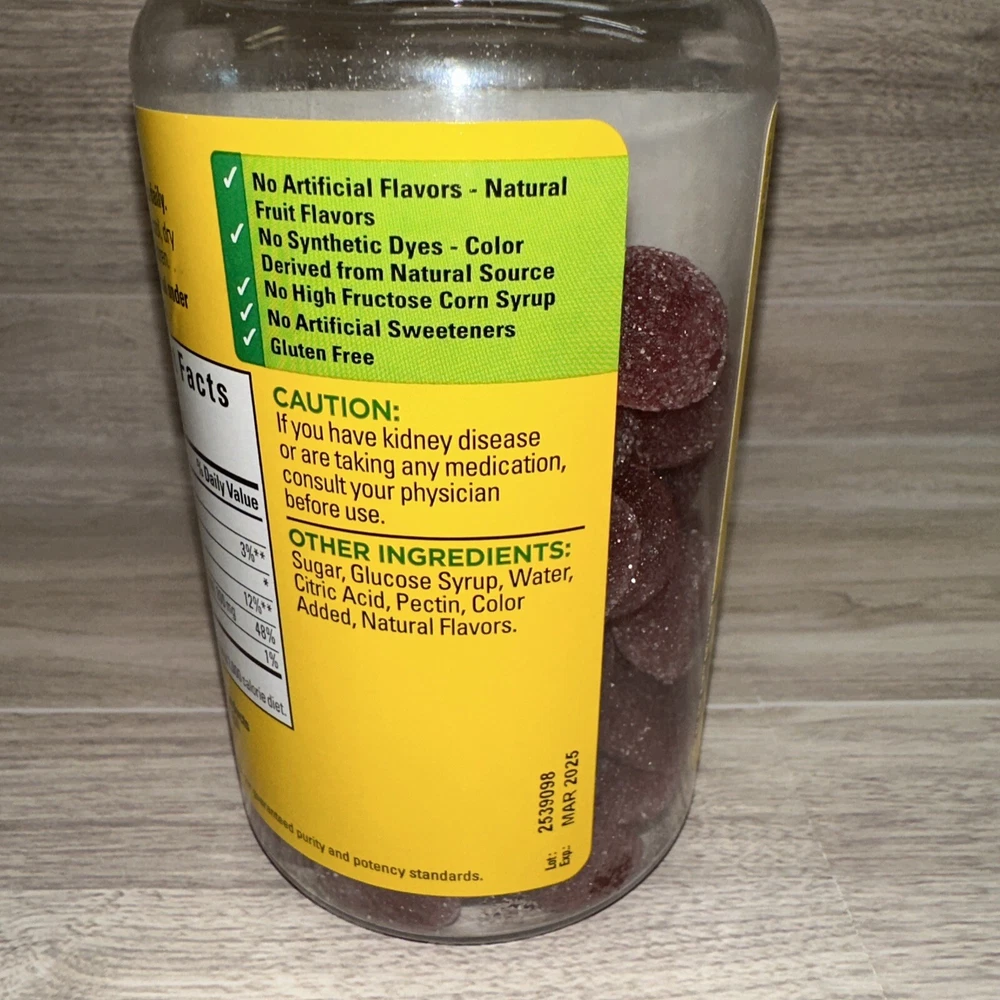 No Artificial Flavors - Natural
Fruit Flavors
No Synthetic Dyes - Color
Derived from Natural Source
No High Fructose Corn Syrup
No Artificial Sweeteners
Gluten Free
under
Facts
% Daily Value
3%**
*
12%**
48%
1%
calorie diet.
CAUTION:
If you have kidney disease
or are taking any medication,
consult your physician
before use.
OTHER INGREDIENTS:
Sugar, Glucose Syrup, Water,
Citric Acid, Pectin, Color
Added, Natural Flavors.
purity and potency standards.
Lot: 2539098
Exp.: MAR 2025